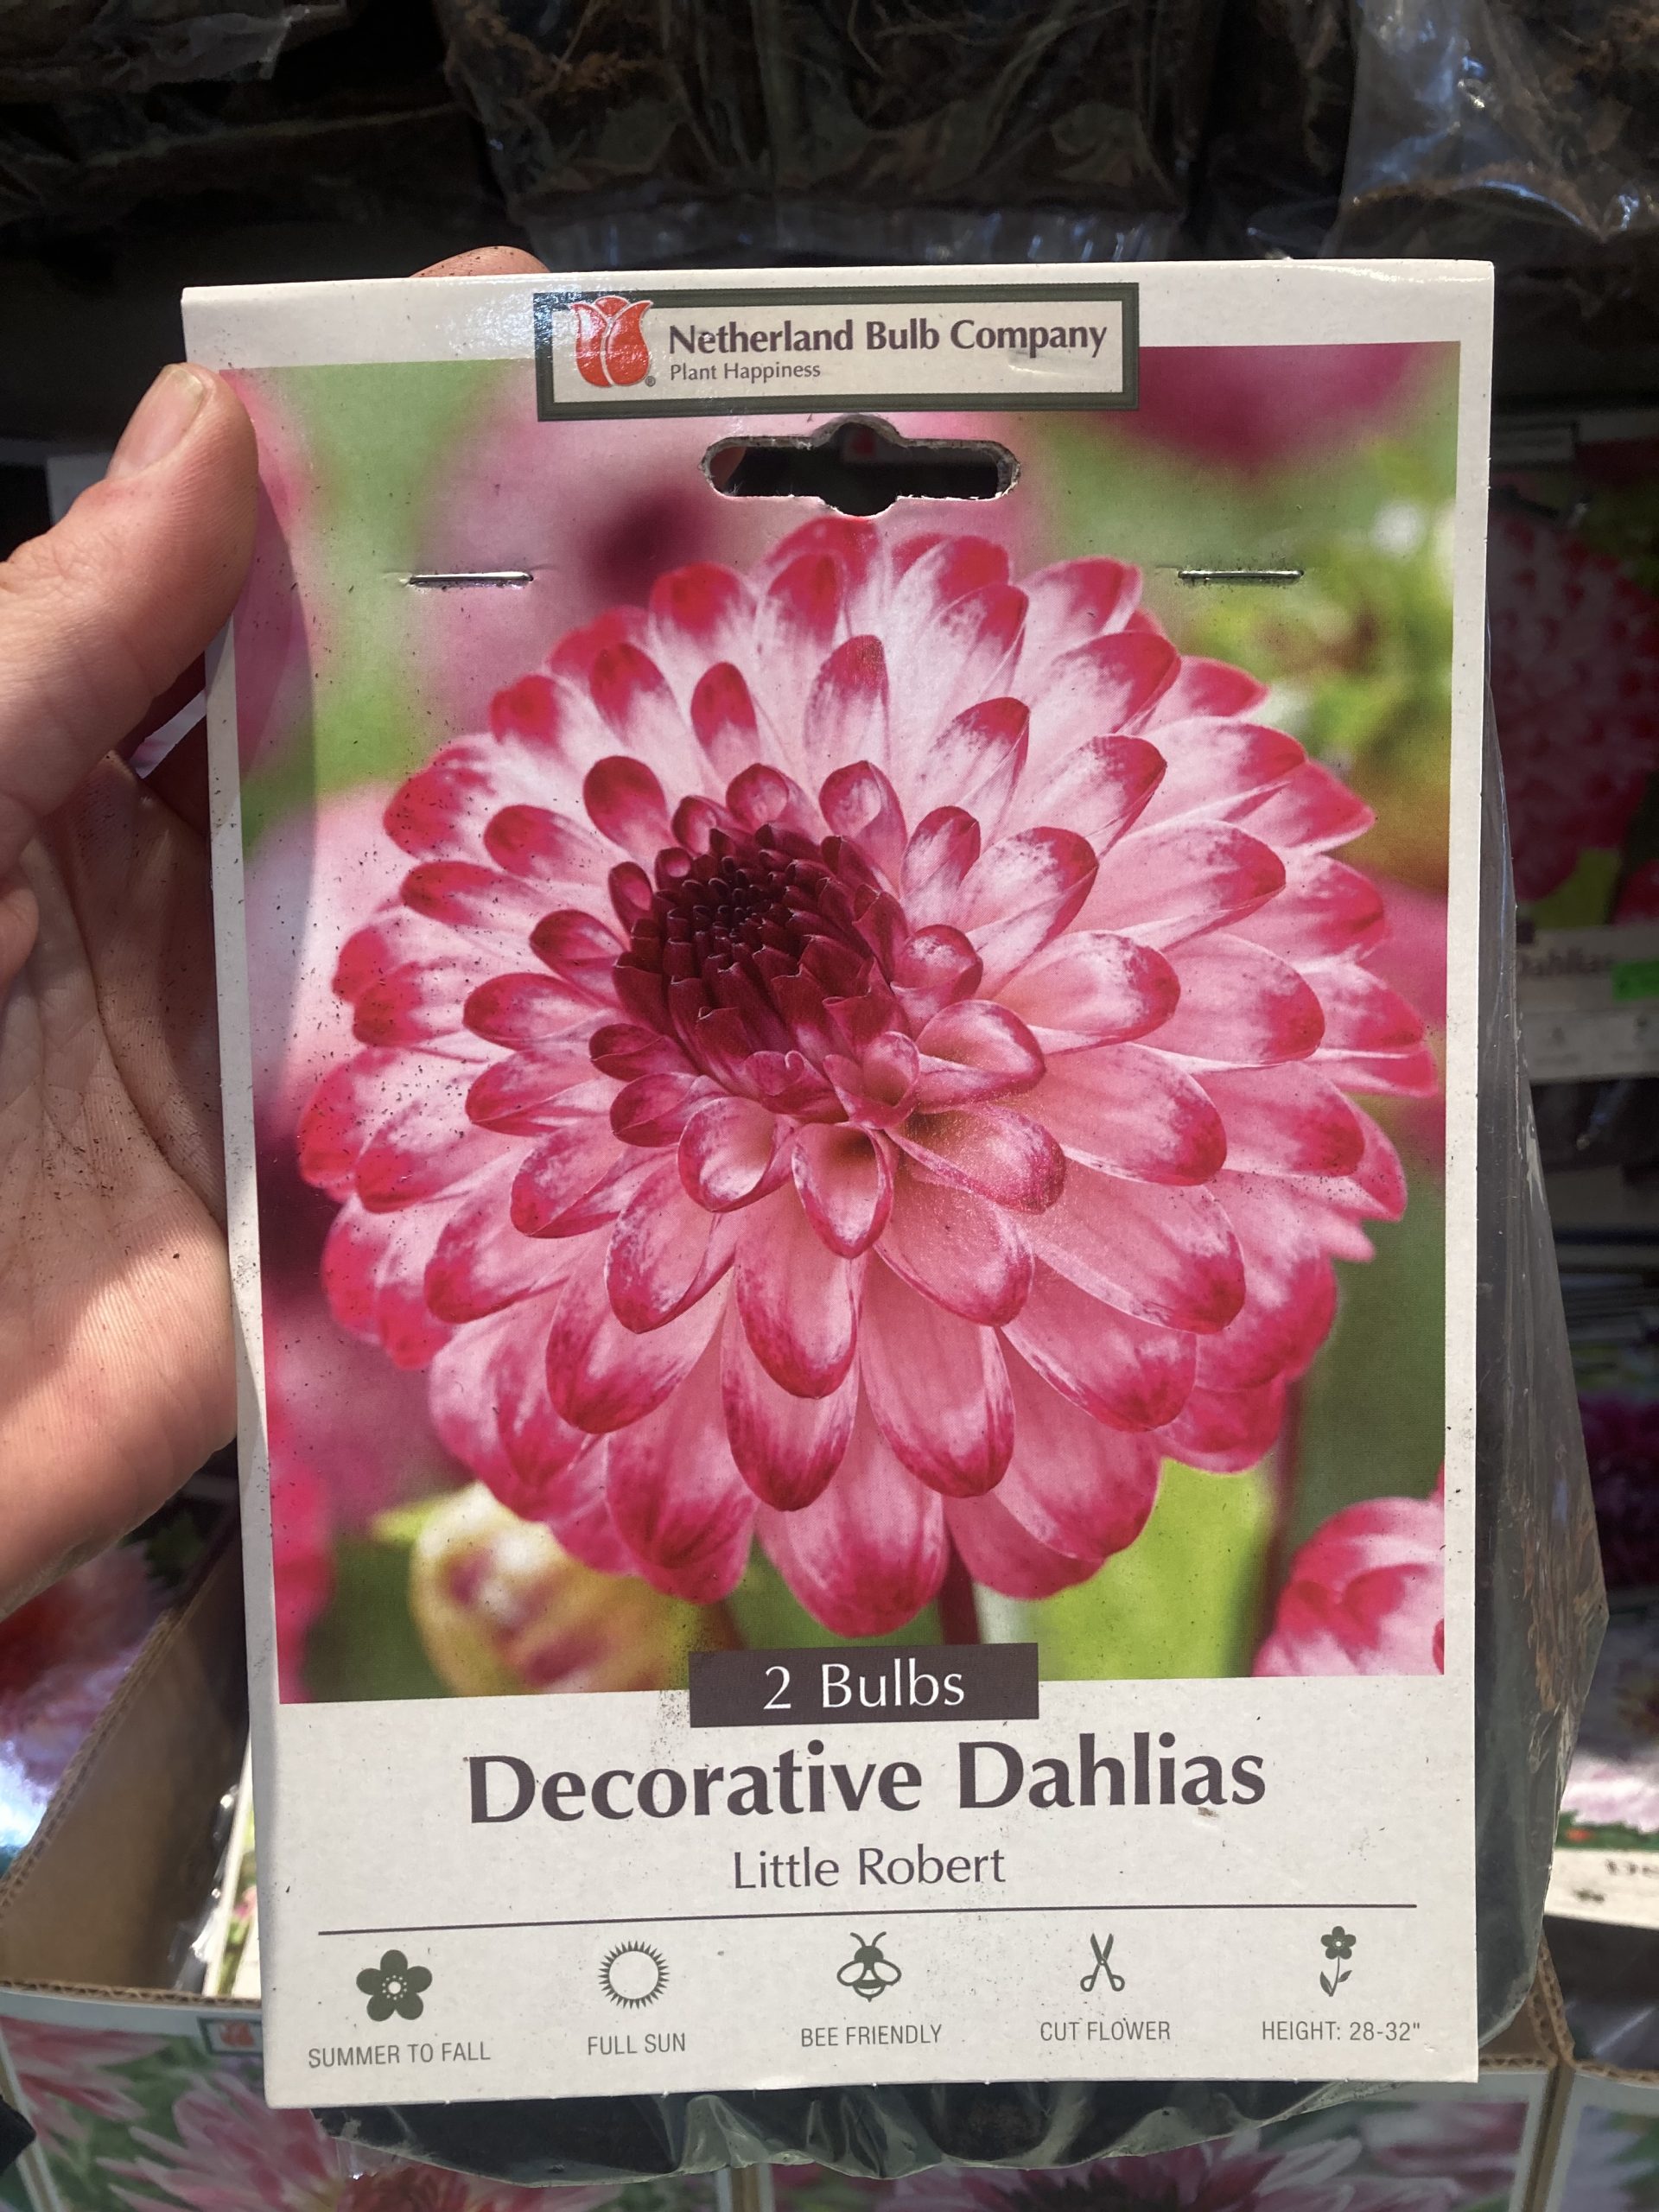 Netherland Bulb Company
Plant Happiness
®
2 Bulbs
Decorative Dahlias
Little Robert
SUMMER TO FALL
FULL SUN
BEE FRIENDLY
CUT FLOWER
HEIGHT: 28-32"
Dahlias